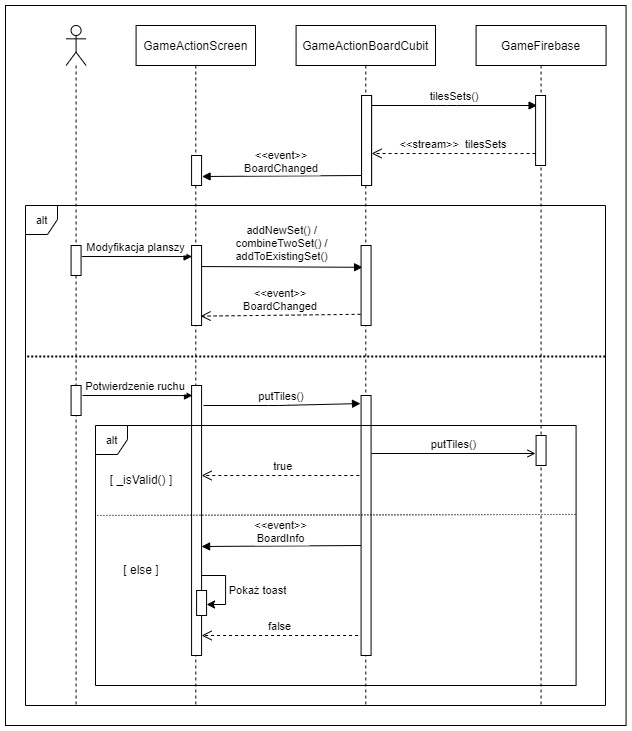 GameActionScreen
GameActionBoardCubit
GameFirebase
tilesSets()
<<stream>> tilesSets
<<event>>
BoardChanged
alt
Modyfikacja planszy
addNewSet() /
combineTwoSet() /
addToExistingSet()
<<event>>
BoardChanged
Potwierdzenie ruchu
putTiles()
alt
putTiles()
true
[ _isValid() ]
<<event>>
BoardInfo
[ else ]
Pokaż toast
false